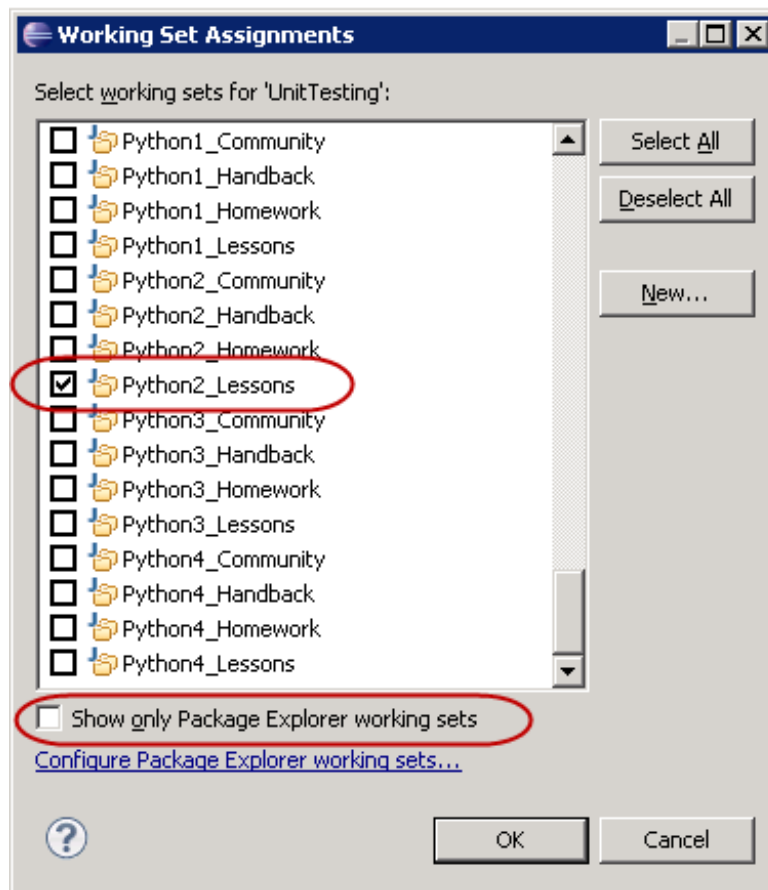 Working Set Assignments
Select working sets for 'UnitTesting':
Python1_Community
Python1_Handback
Python1_Homework
Python1_Lessons
Python2_Community
Python2_Handback
Python2_Homework
Python2_Lessons
Python3_Community
Python3_Handback
Python3_Homework
Python3_Lessons
Python4_Community
Python4_Handback
Python4_Homework
Python4_Lessons
Select All
Deselect All
New...
Show only Package Explorer working sets
Configure Package Explorer working sets...
?
OK
Cancel